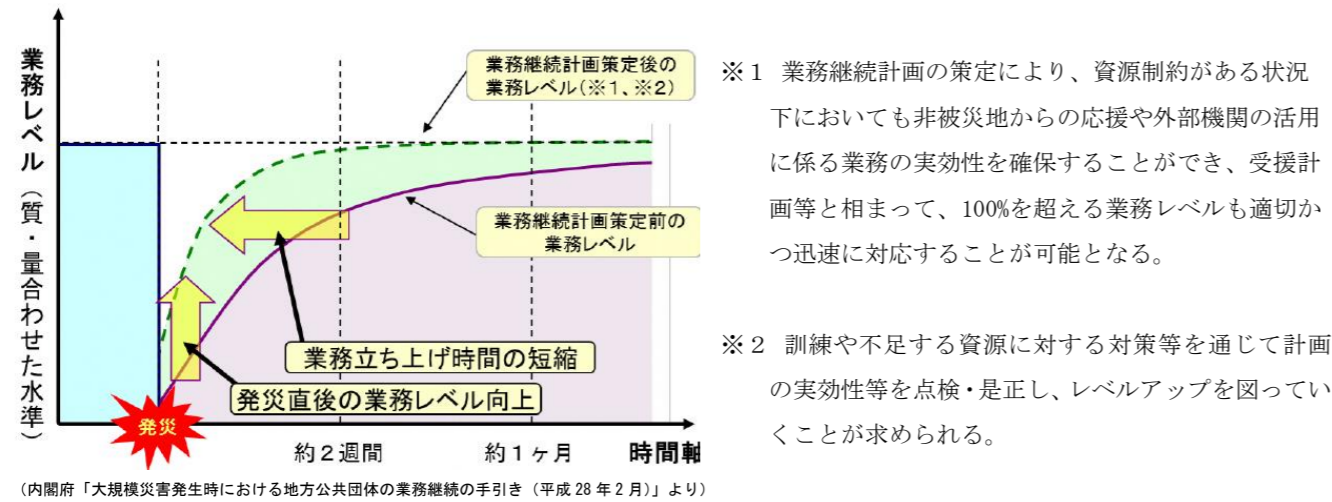 業務レベル（質・量合わせた水準）
業務継続計画策定後の
業務レベル(※1、※2)
業務継続計画策定前の
業務レベル
業務立ち上げ時間の短縮
発災直後の業務レベル向上
発災
約２週間
約１ヶ月
時間軸
(内閣府「大規模災害発生時における地方公共団体の業務継続の手引き（平成 28 年 2 月)」より)
※１ 業務継続計画の策定により、資源制約がある状況
下においても非被災地からの応援や外部機関の活用
に係る業務の実効性を確保することができ、受援計
画等と相まって、100%を超える業務レベルも適切か
つ迅速に対応することが可能となる。
※２ 訓練や不足する資源に対する対策等を通じて計画
の実効性等を点検・是正し、レベルアップを図ってい
くことが求められる。